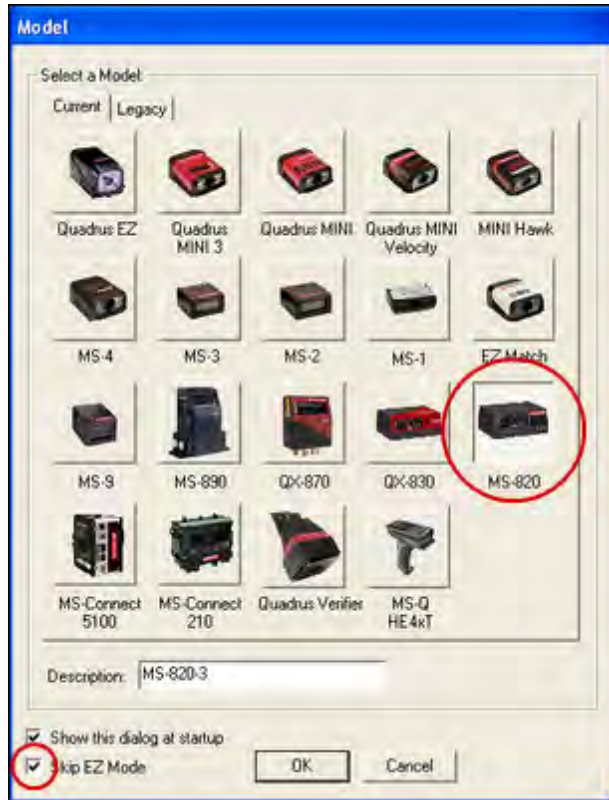 Model
Select a Model:
Current Legacy
Quadrus EZ Quadrus MINI 3 Quadrus MINI Quadrus MINI Velocity MINI Hawk
MS-4 MS-3 MS-2 MS-1 EZ Match
MS-9 MS-890 QX-870 QX-830 MS-820
MS-Connect 5100 MS-Connect 210 Quadrus Verifier MS-Q HE4xT
Description: MS-820-3
Show this dialog at startup
Skip EZ Mode OK Cancel